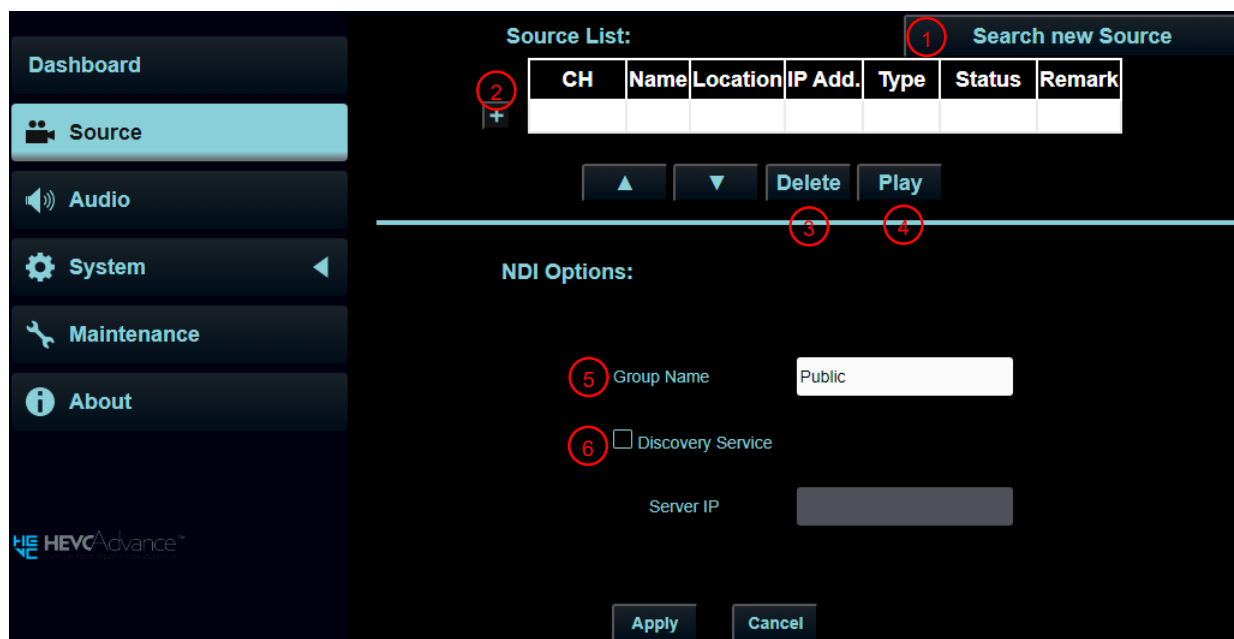 Source List:
1 Search new Source
Dashboard
CH Name Location IP Add. Type Status Remark
2
+
Source
▲ ▼ Delete Play
Audio
3 4
System ◀
NDI Options:
Maintenance
5 Group Name Public
About
6 Discovery Service
Server IP
HEVC Advance™
Apply Cancel